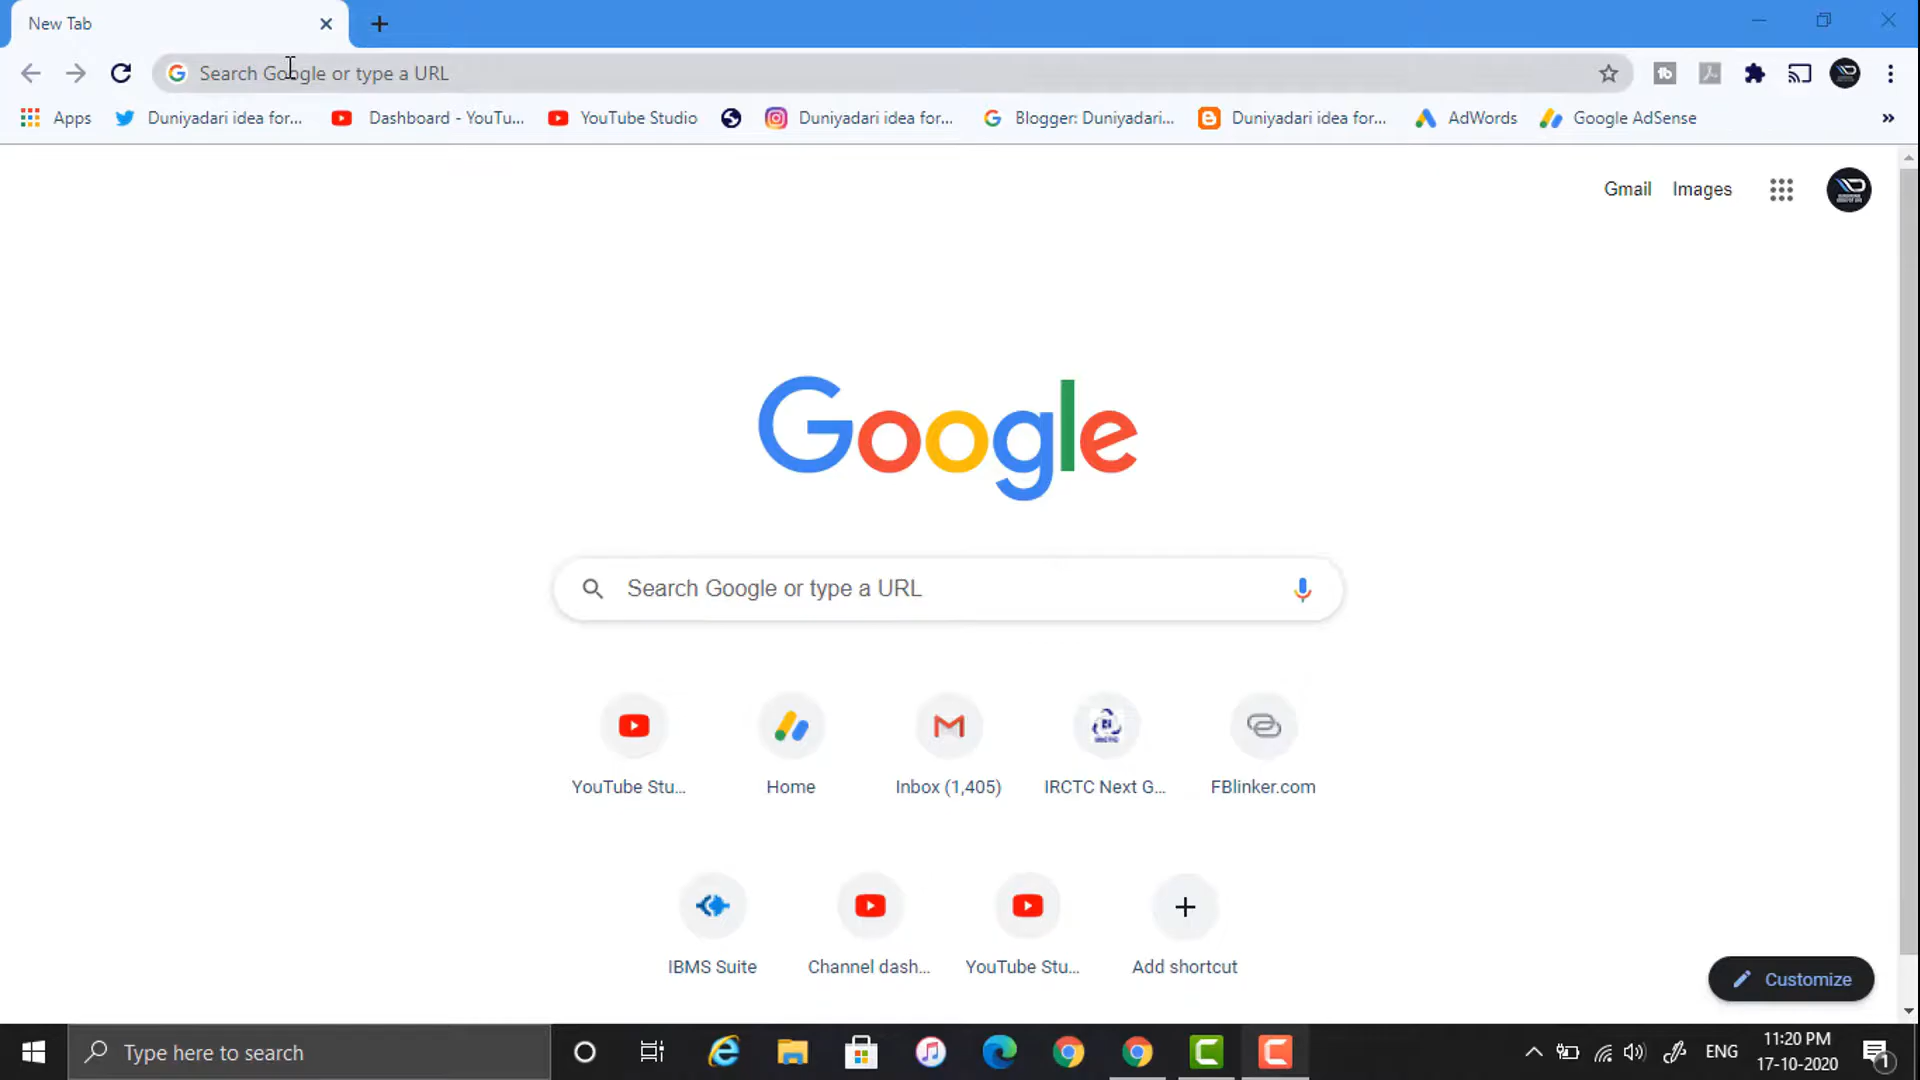 New Tab
Search Google or type a URL
Apps Duniyadari idea for... Dashboard - YouTu... YouTube Studio Duniyadari idea for... Blogger: Duniyadari... Duniyadari idea for... AdWords Google AdSense »
Gmail Images
Google
Search Google or type a URL
YouTube Stu... Home Inbox (1,405) IRCTC Next G... FBlinker.com
IBMS Suite Channel dash... YouTube Stu... Add shortcut
Customize
Type here to search
ENG
11:20 PM
17-10-2020
1